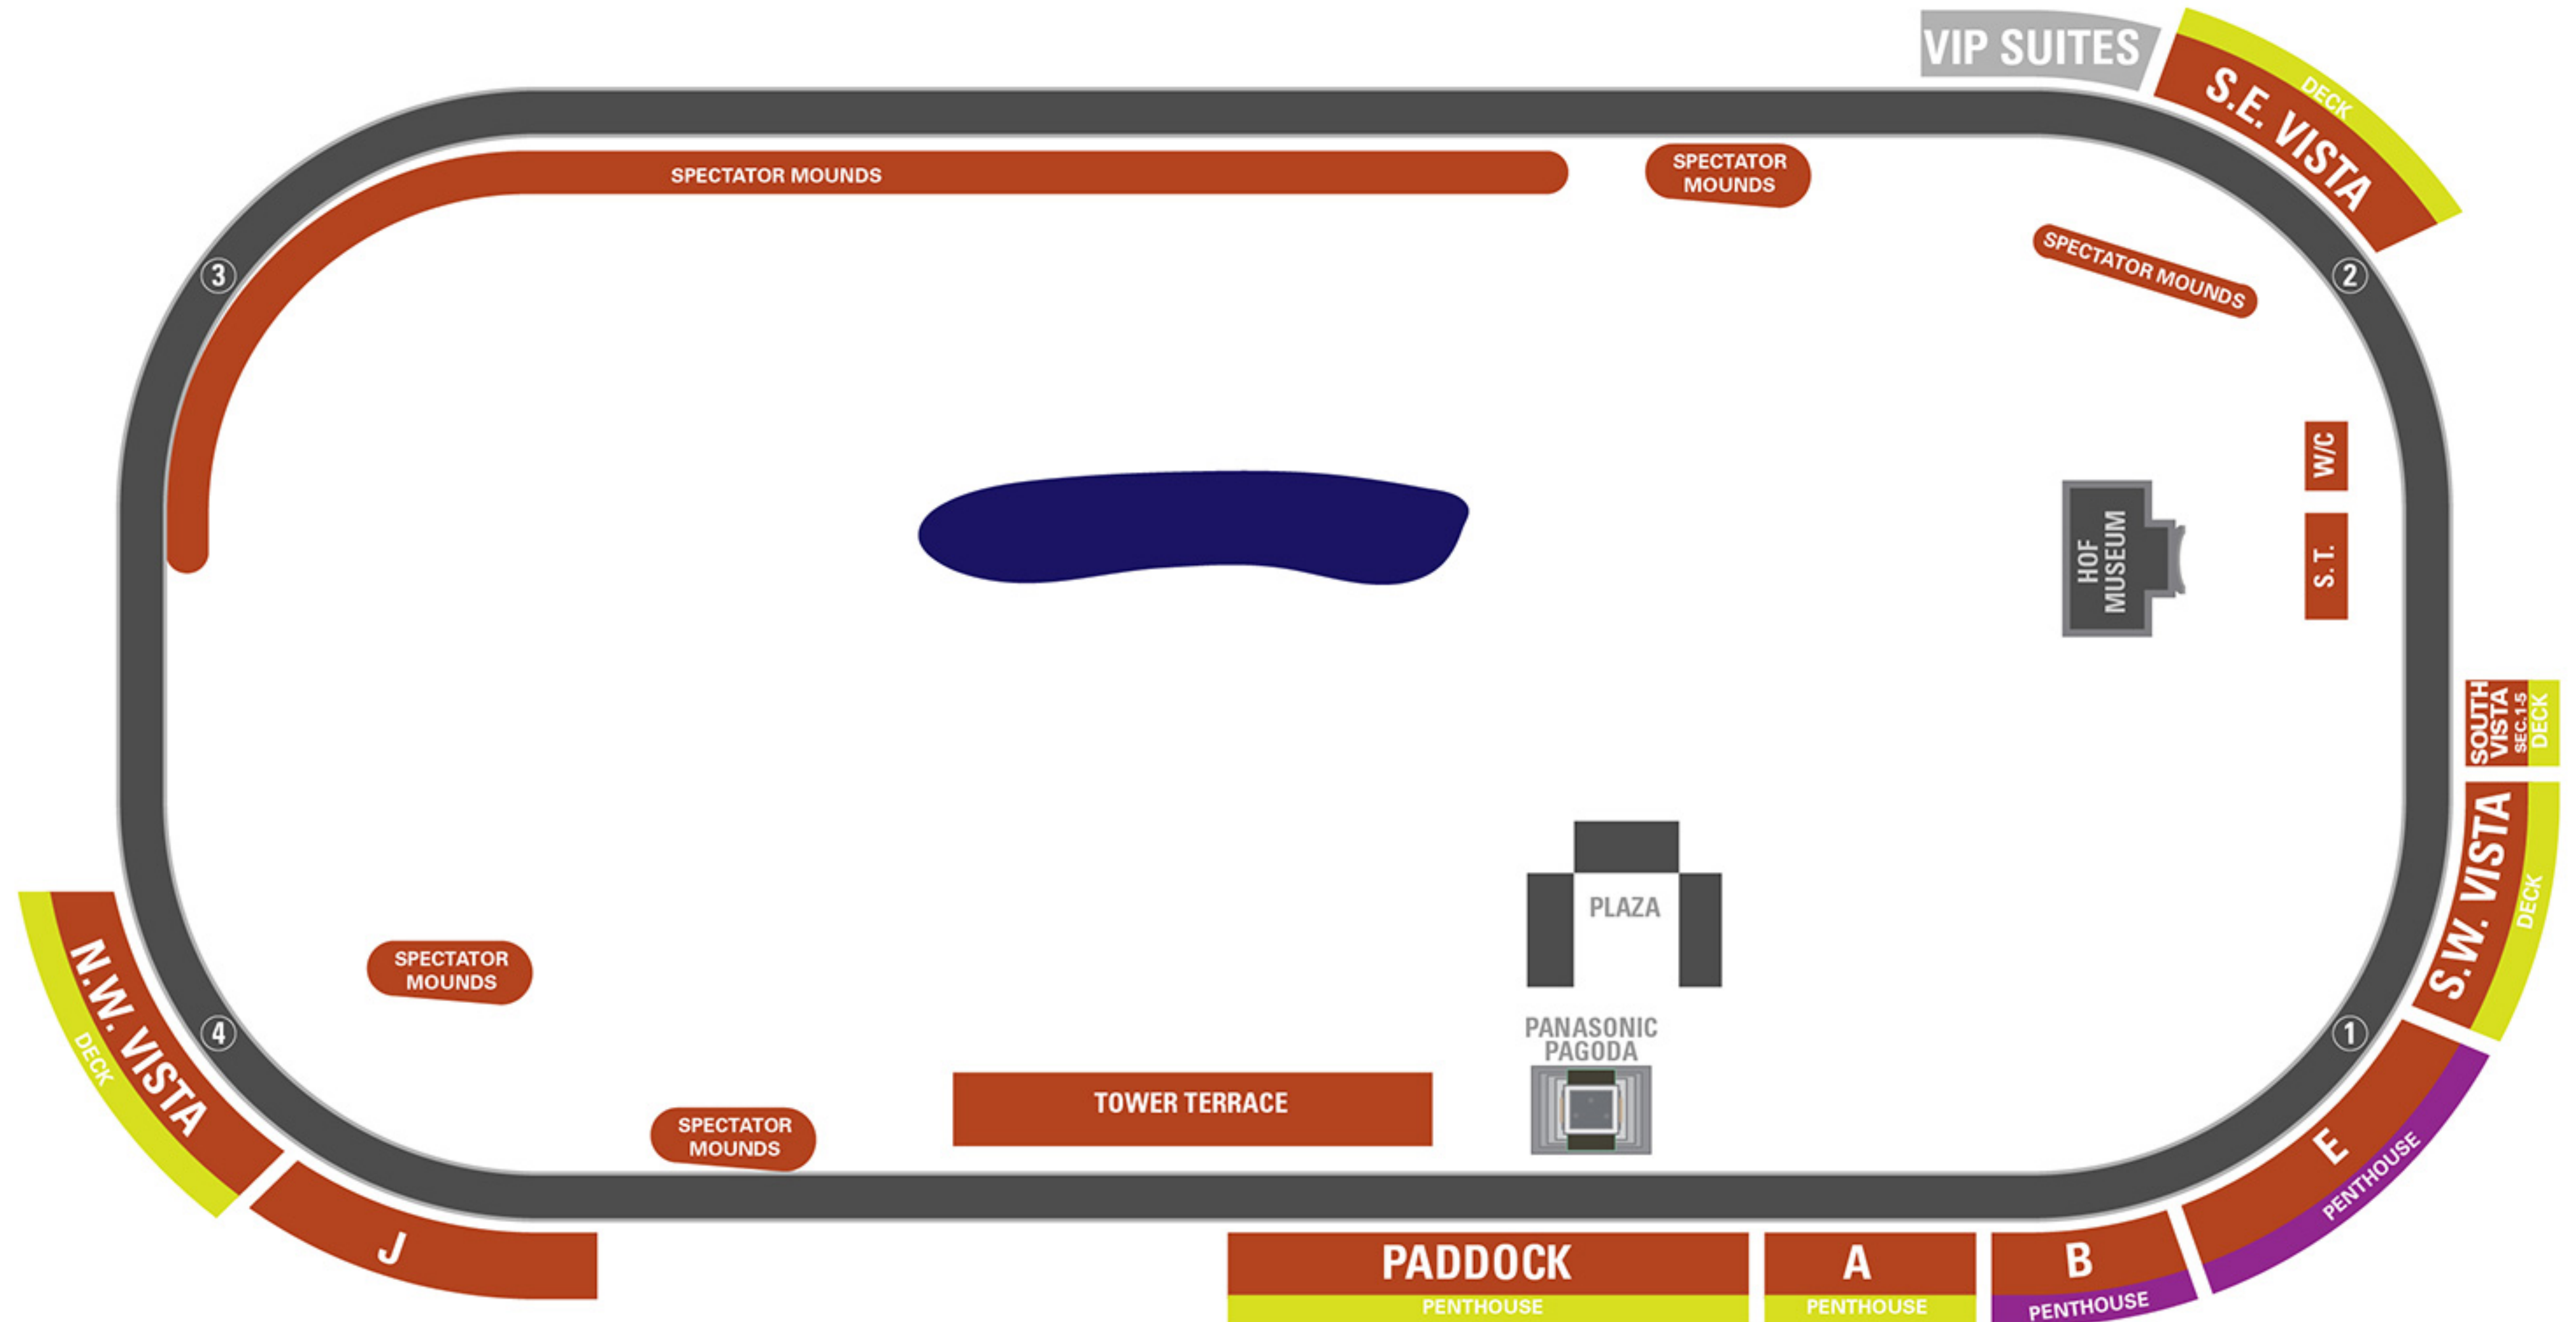 VIP SUITES
DECK
S.E. VISTA
SPECTATOR MOUNDS
SPECTATOR
MOUNDS
SPECTATOR MOUNDS
3
2
W/C
HOF
MUSEUM
S. T.
SOUTH
VISTA
SEC.1-5
DECK
S.W. VISTA
DECK
PLAZA
N.W. VISTA
DECK
SPECTATOR
MOUNDS
4
1
PANASONIC
PAGODA
TOWER TERRACE
SPECTATOR
MOUNDS
E
PENTHOUSE
J
PADDOCK
PENTHOUSE
A
PENTHOUSE
B
PENTHOUSE